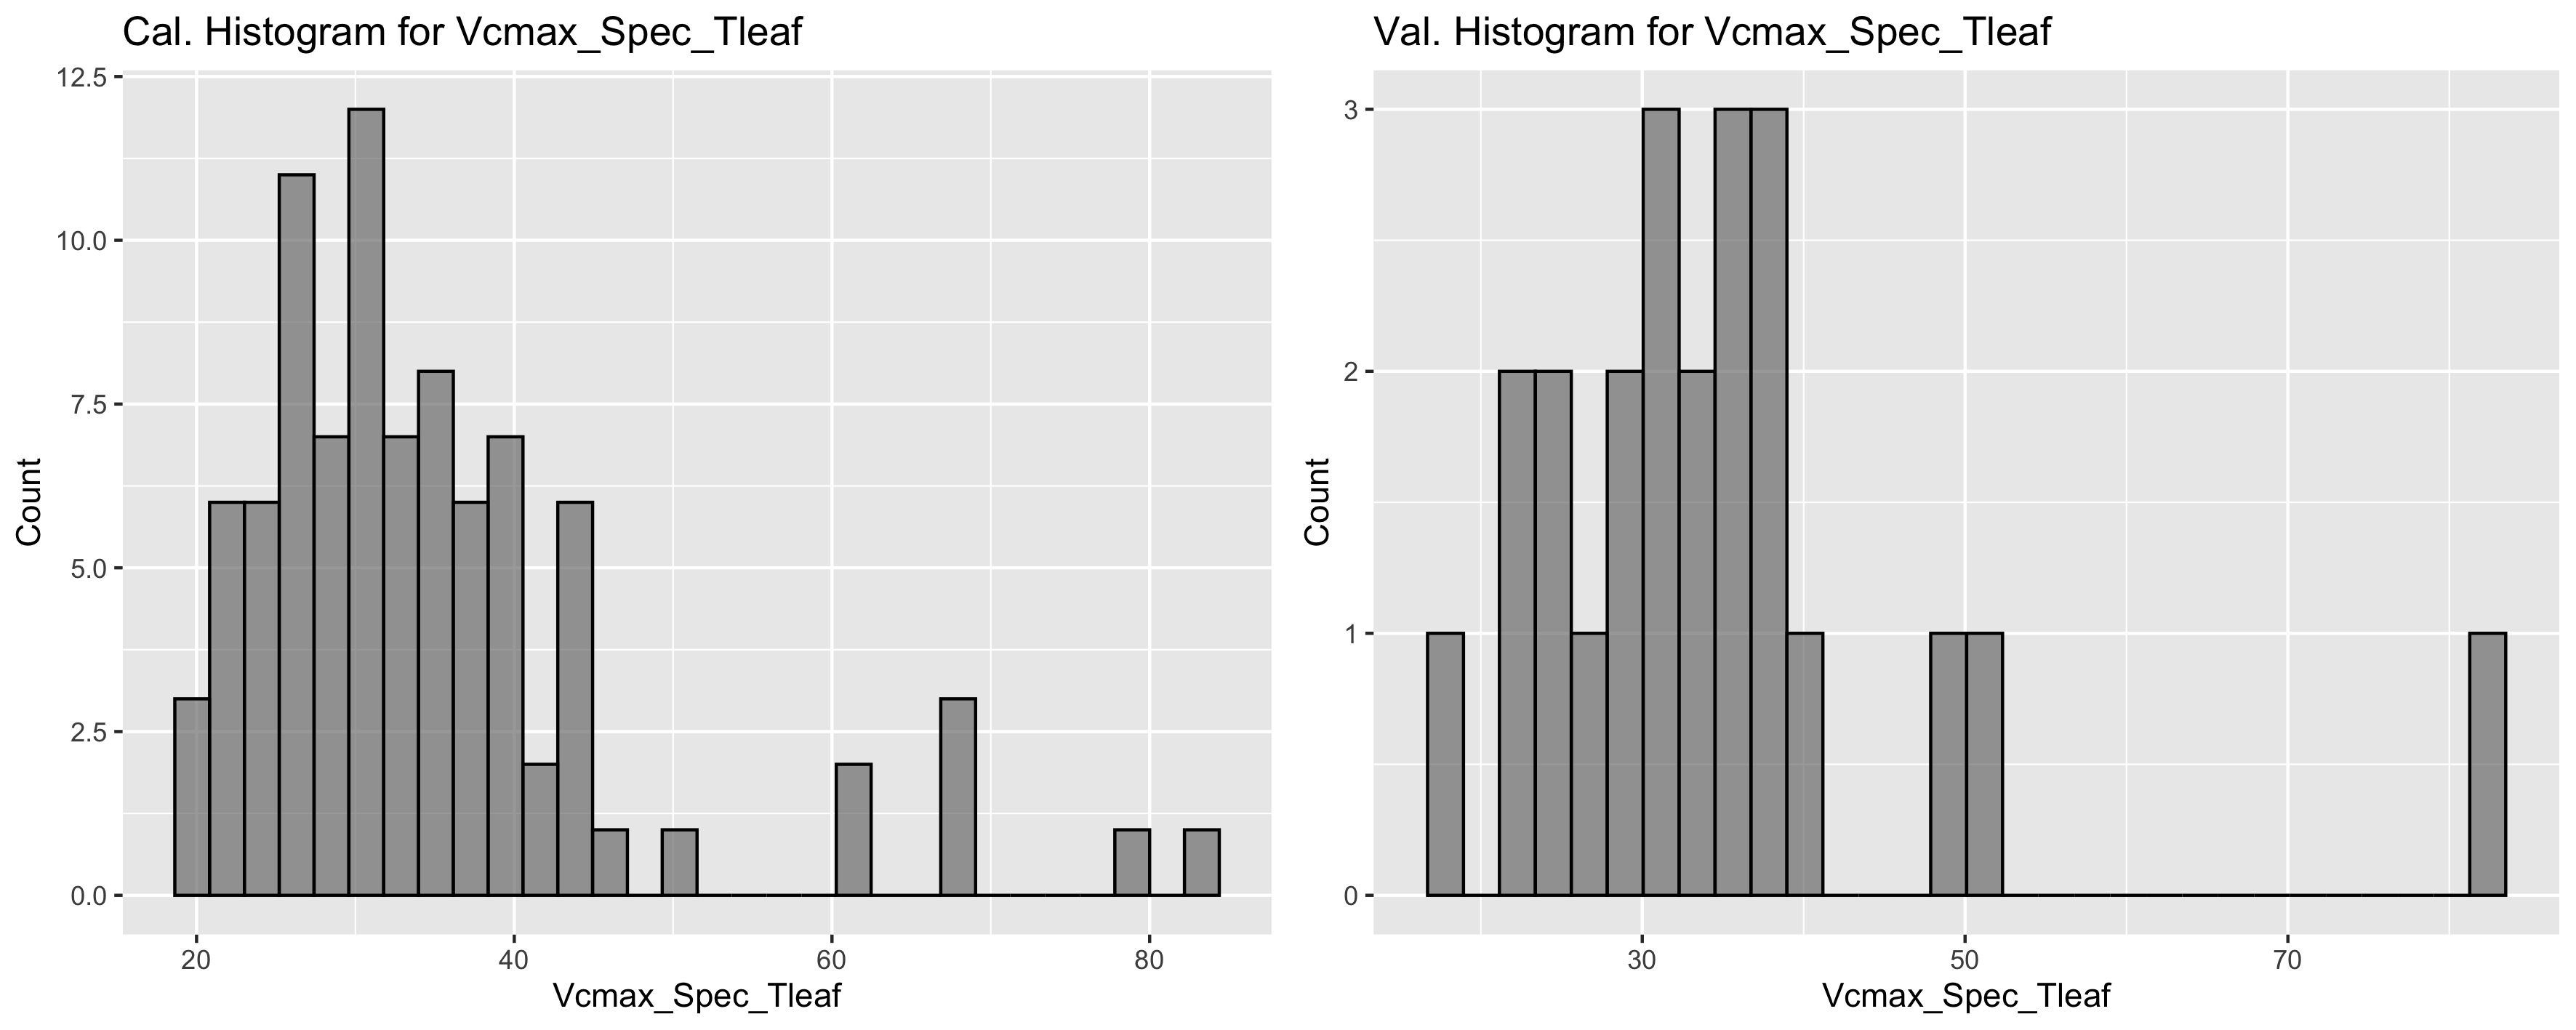 Cal. Histogram for Vcmax_Spec_Tleaf
12.5
10.0
7.5
5.0
2.5
0.0
Count
20 40 60 80
Vcmax_Spec_Tleaf
Val. Histogram for Vcmax_Spec_Tleaf
3
2
1
0
Count
30 50 70
Vcmax_Spec_Tleaf